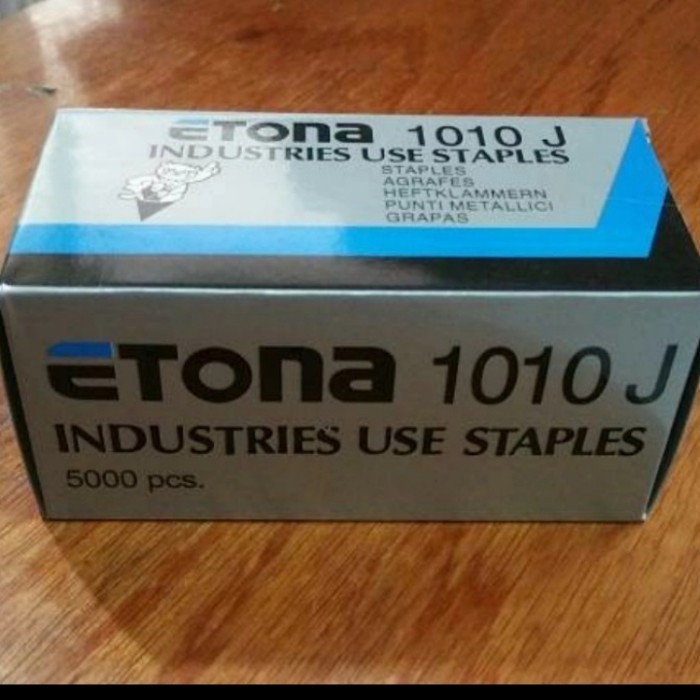 ETona 1010 J
INDUSTRIES USE STAPLES
STAPLES
AGRAFES
HEFTKLAMMERN
PUNTI METALLICI
GRAPAS
ETona 1010 J
INDUSTRIES USE STAPLES
5000 pcs.